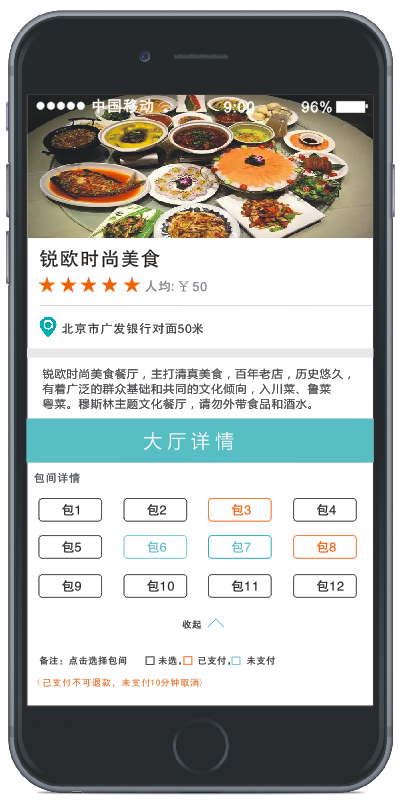 中国移动 9:00 96%
锐欧时尚美食
人均: ￥50
北京市广发银行对面50米
锐欧时尚美食餐厅，主打清真美食，百年老店，历史悠久，
有着广泛的群众基础和共同的文化倾向，入川菜、鲁菜
粤菜。穆斯林主题文化餐厅，请勿外带食品和酒水。
大厅详情
包间详情
包1 包2 包3 包4
包5 包6 包7 包8
包9 包10 包11 包12
收起
备注：点击选择包间 未选, 已支付, 未支付
(已支付不可退款，未支付10分钟取消)